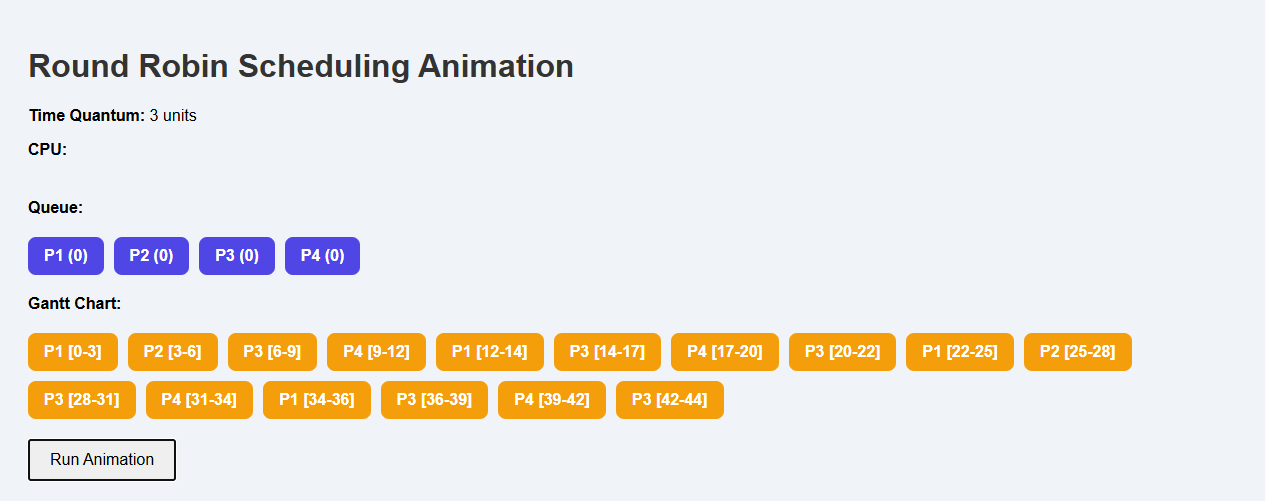 Round Robin Scheduling Animation
Time Quantum: 3 units
CPU:
Queue:
P1 (0) P2 (0) P3 (0) P4 (0)
Gantt Chart:
P1 [0-3] P2 [3-6] P3 [6-9] P4 [9-12] P1 [12-14] P3 [14-17] P4 [17-20] P3 [20-22] P1 [22-25] P2 [25-28]
P3 [28-31] P4 [31-34] P1 [34-36] P3 [36-39] P4 [39-42] P3 [42-44]
Run Animation